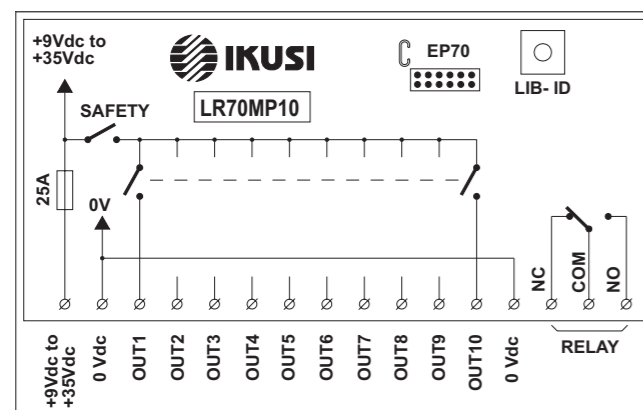 +9Vdc to
+35Vdc
IKUSI
EP70
LIB- ID
SAFETY
LR70MP10
25A
0V
NC
COM
NO
+9Vdc to
+35Vdc
0 Vdc
OUT1
OUT2
OUT3
OUT4
OUT5
OUT6
OUT7
OUT8
OUT9
OUT10
0 Vdc
RELAY